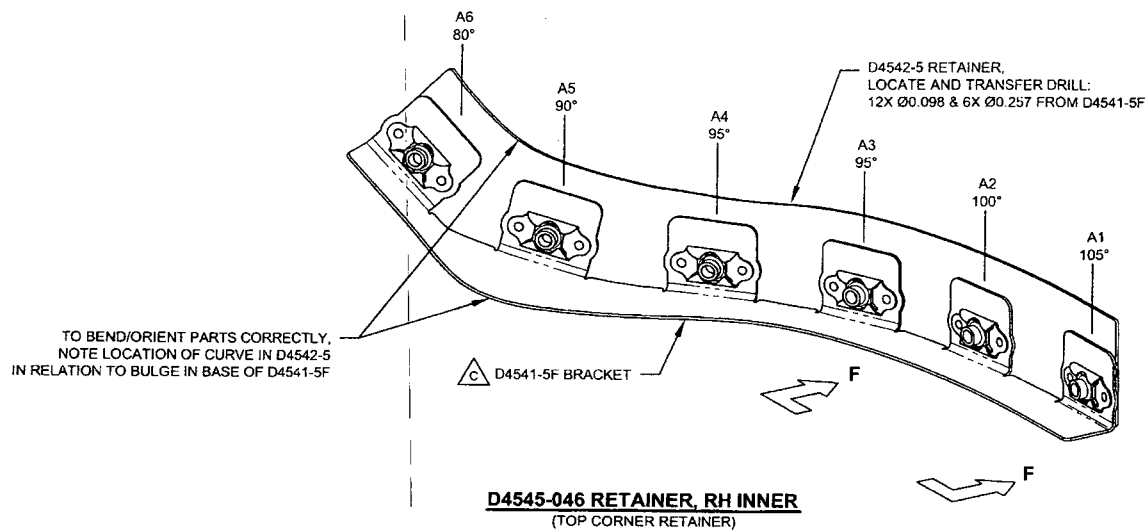 A6
80°
A5
90°
A4
95°
A3
95°
A2
100°
A1
105°
D4542-5 RETAINER,
LOCATE AND TRANSFER DRILL:
12X Ø0.098 & 6X Ø0.257 FROM D4541-5F
TO BEND/ORIENT PARTS CORRECTLY,
NOTE LOCATION OF CURVE IN D4542-5
IN RELATION TO BULGE IN BASE OF D4541-5F
C D4541-5F BRACKET
F
F
D4545-046 RETAINER, RH INNER
(TOP CORNER RETAINER)